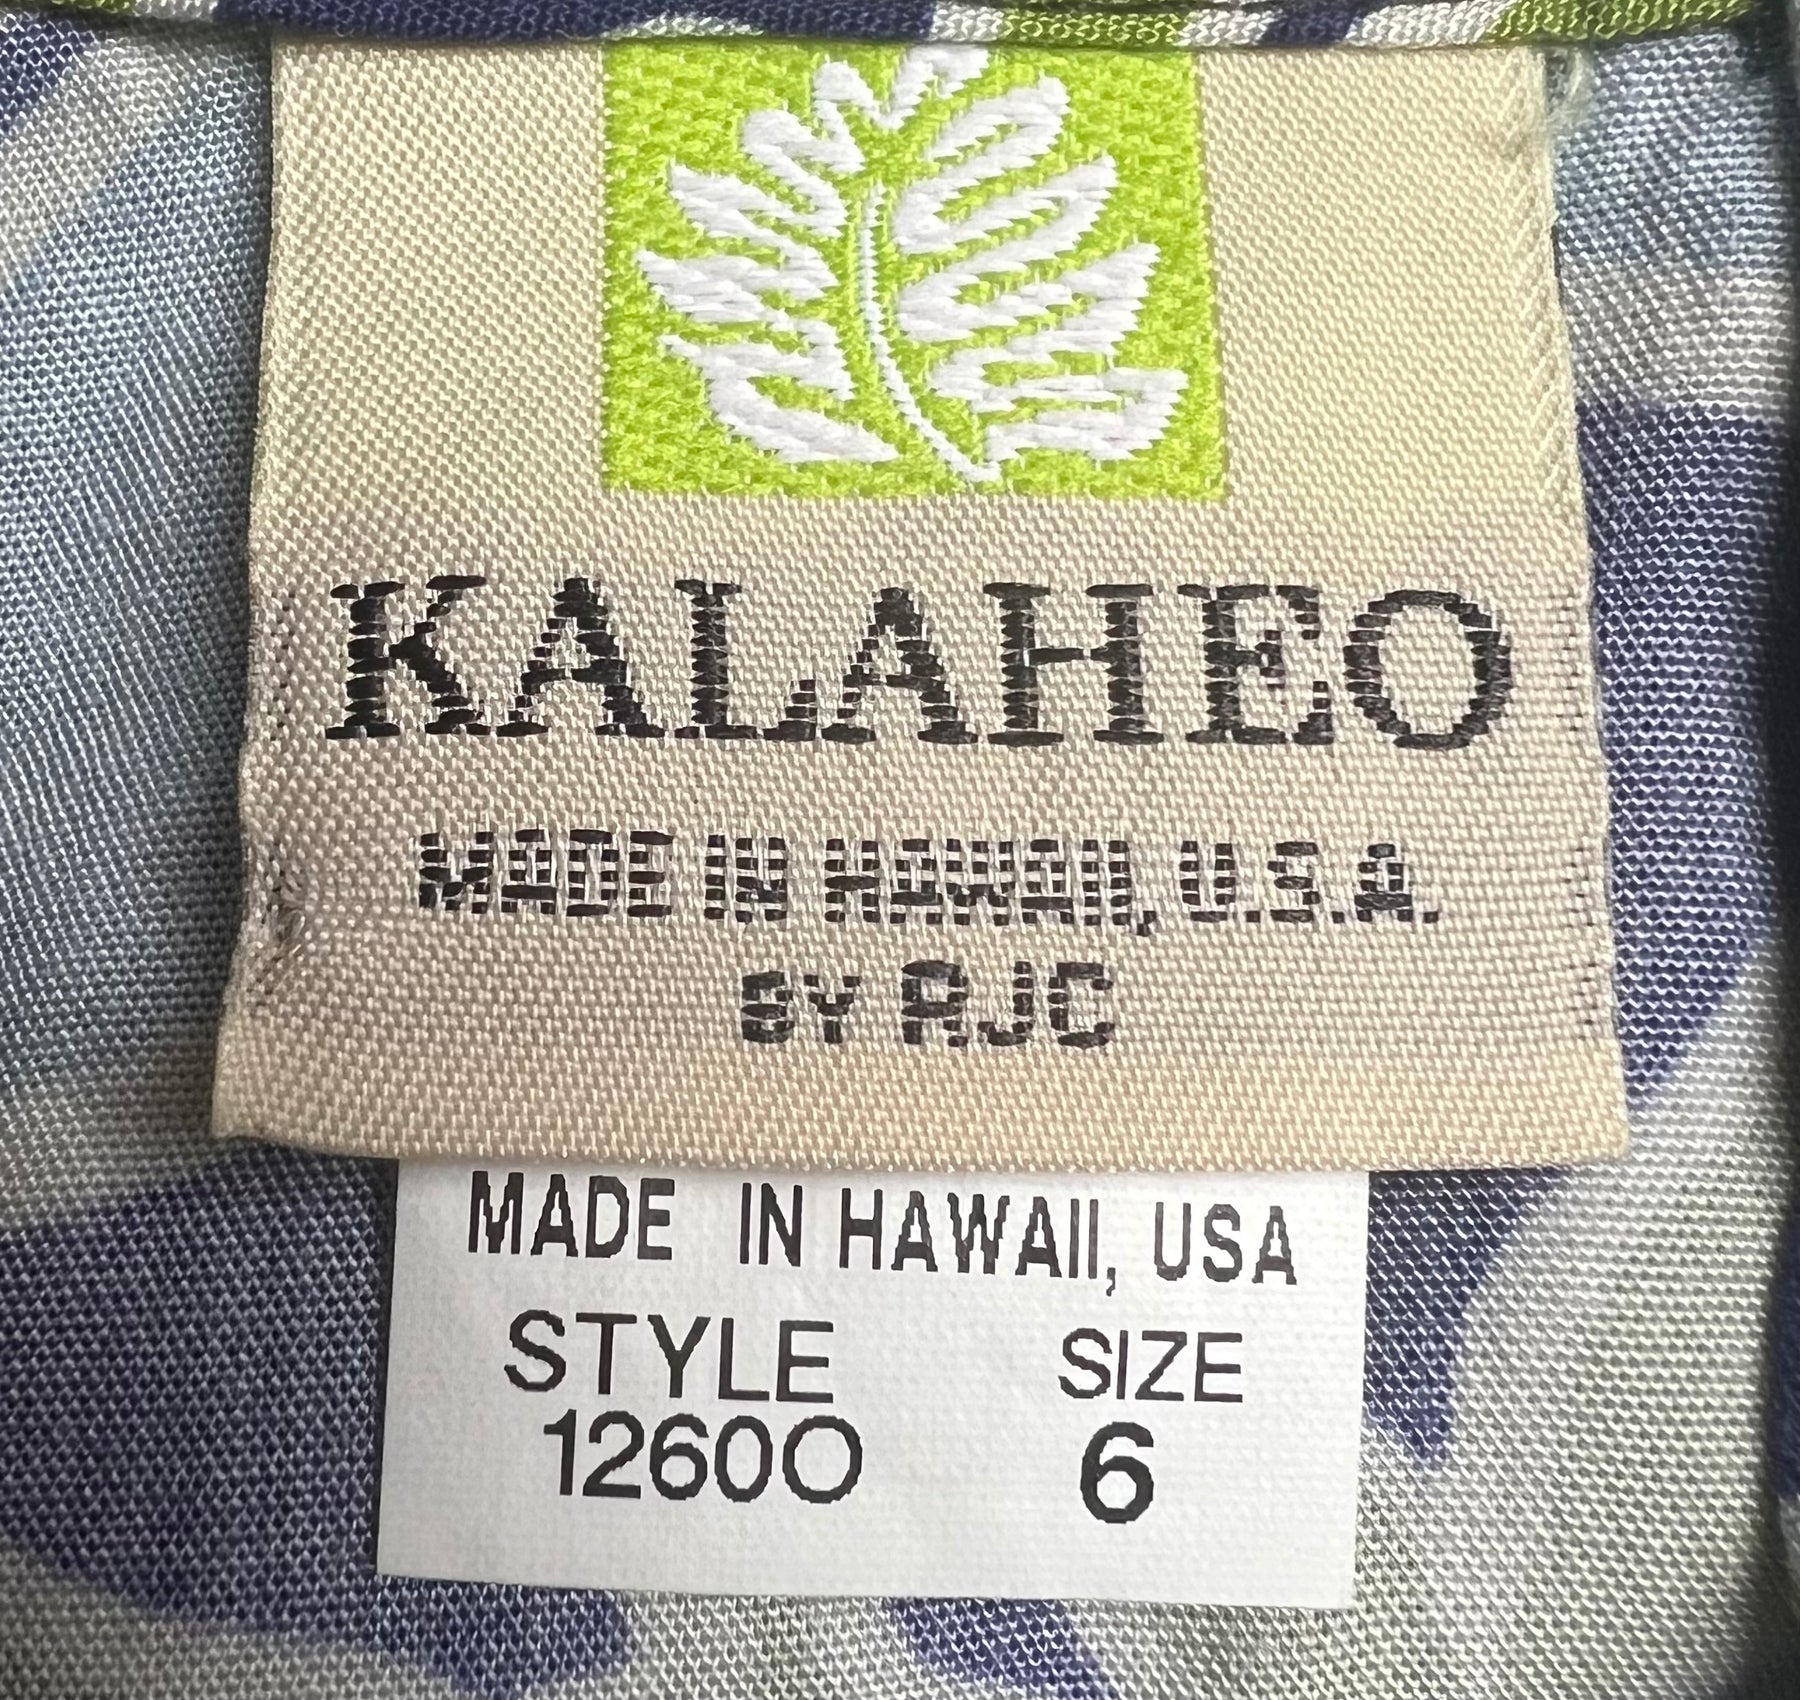 KALAHEO
MADE IN HAWAII, U.S.A.
BY RJC
MADE IN HAWAII, USA
STYLE SIZE
12600 6